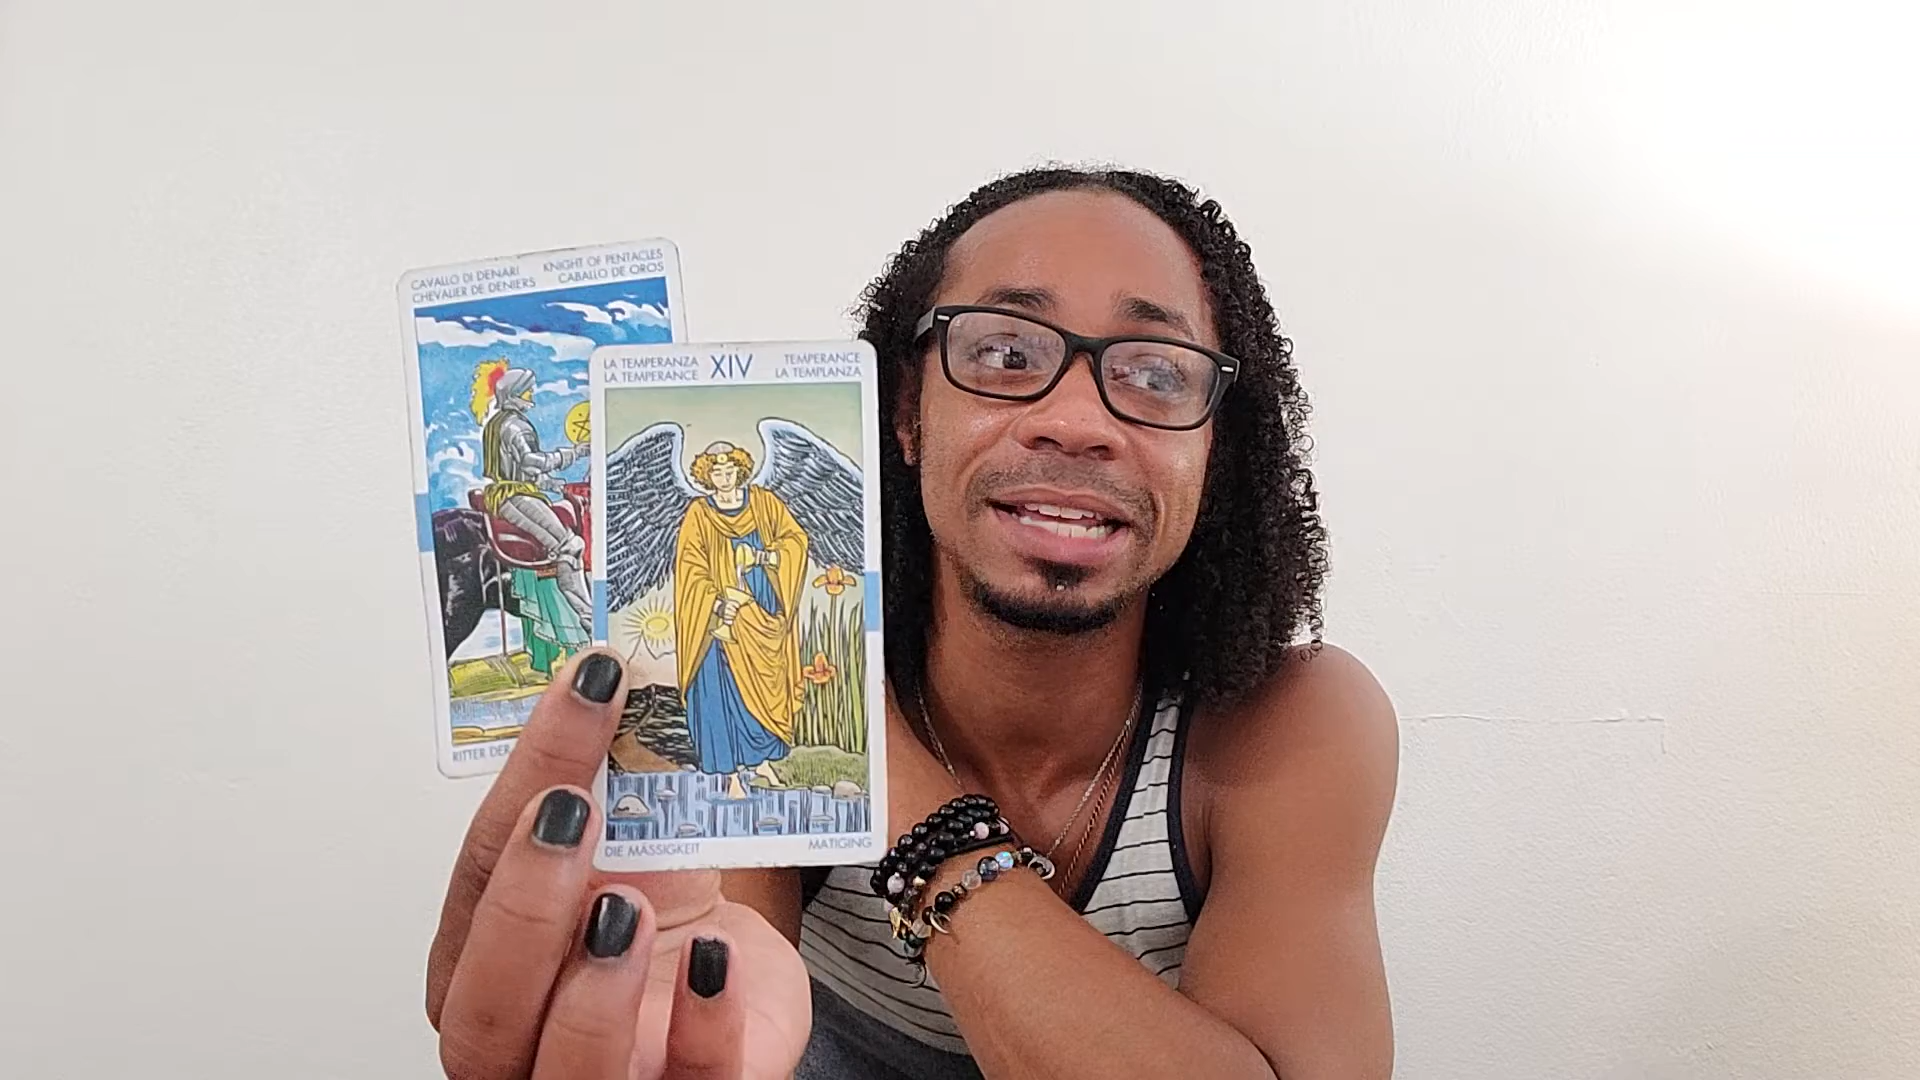 CAVALLO DI DENARI KNIGHT OF PENTACLES
CHEVALIER DE DENIERS CABALLO DE OROS
RITTER DER
LA TEMPERANZA XIV TEMPERANCE
LA TEMPERANCE LA TEMPLANZA
DIE MÄSSIGKEIT MATIGING